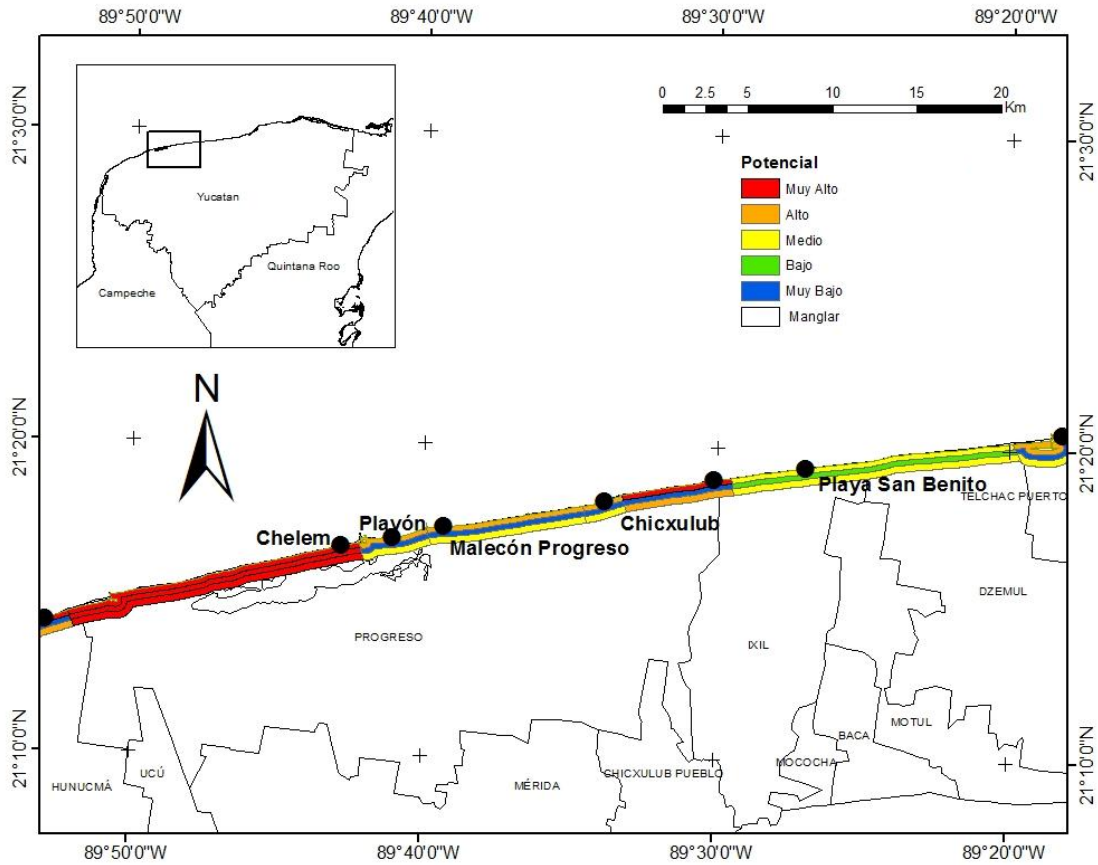 89°50'0"W 89°40'0"W 89°30'0"W 89°20'0"W
21°30'0"N
21°30'0"N
0 2.5 5 10 15 20
Km
Potencial
Muy Alto
Alto
Medio
Bajo
Muy Bajo
Manglar
Yucatan
Quintana Roo
Campeche
N
21°20'0"N
21°20'0"N
Chelem
Playón
Malecón Progreso
Chicxulub
Playa San Benito
TELCHAC PUERTO
DZEMUL
PROGRESO
IXIL
MOTUL
BACA
MOCOCHA
21°10'0"N
21°10'0"N
HUNUCMÁ
UCÚ
MÉRIDA
CHICXULUB PUEBLO
89°50'0"W 89°40'0"W 89°30'0"W 89°20'0"W